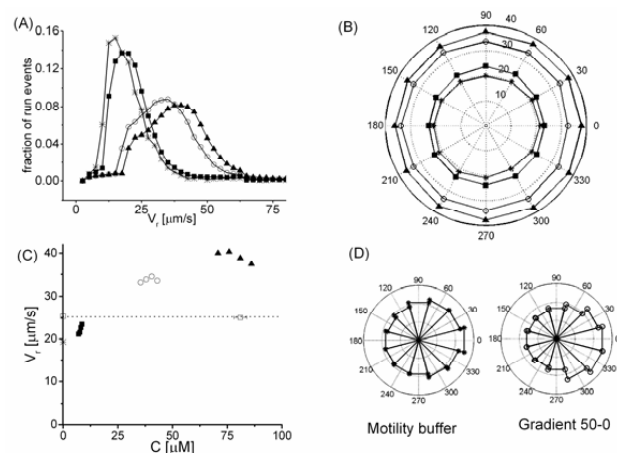 (A)
0.16
0.12
0.08
0.04
0.00
fraction of run events
0 25 50 75
Vr [μm/s]
(B)
90
120 60 40
30
150 30
20
10
180 0
210 330
240 300
270
(C)
60
40
20
0
Vr [μm/s]
0 25 50 75 100
C [μM]
(D)
90 90
120 60 120 60
150 30 150 30
180 0 180 0
210 330 210 330
240 300 240 300
270 270
Motility buffer Gradient 50-0